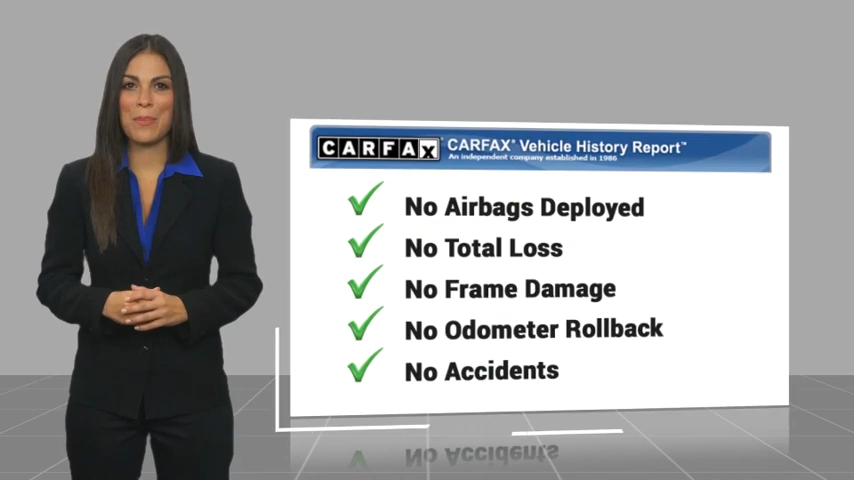 CARFAX CARFAX® Vehicle History Report™
An independent company established in 1986
No Airbags Deployed
No Total Loss
No Frame Damage
No Odometer Rollback
No Accidents
No Accidents